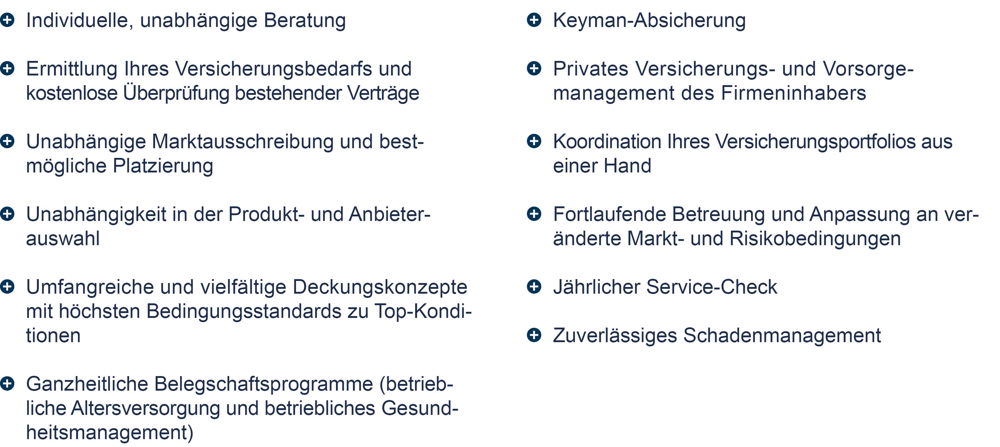 Individuelle, unabhängige Beratung
Ermittlung Ihres Versicherungsbedarfs und
kostenlose Überprüfung bestehender Verträge
Unabhängige Marktausschreibung und best-
mögliche Platzierung
Unabhängigkeit in der Produkt- und Anbieter-
auswahl
Umfangreiche und vielfältige Deckungskonzepte
mit höchsten Bedingungsstandards zu Top-Kondi-
tionen
Ganzheitliche Belegschaftsprogramme (betrieb-
liche Altersversorgung und betriebliches Gesund-
heitsmanagement)
Keyman-Absicherung
Privates Versicherungs- und Vorsorge-
management des Firmeninhabers
Koordination Ihres Versicherungsportfolios aus
einer Hand
Fortlaufende Betreuung und Anpassung an ver-
änderte Markt- und Risikobedingungen
Jährlicher Service-Check
Zuverlässiges Schadenmanagement